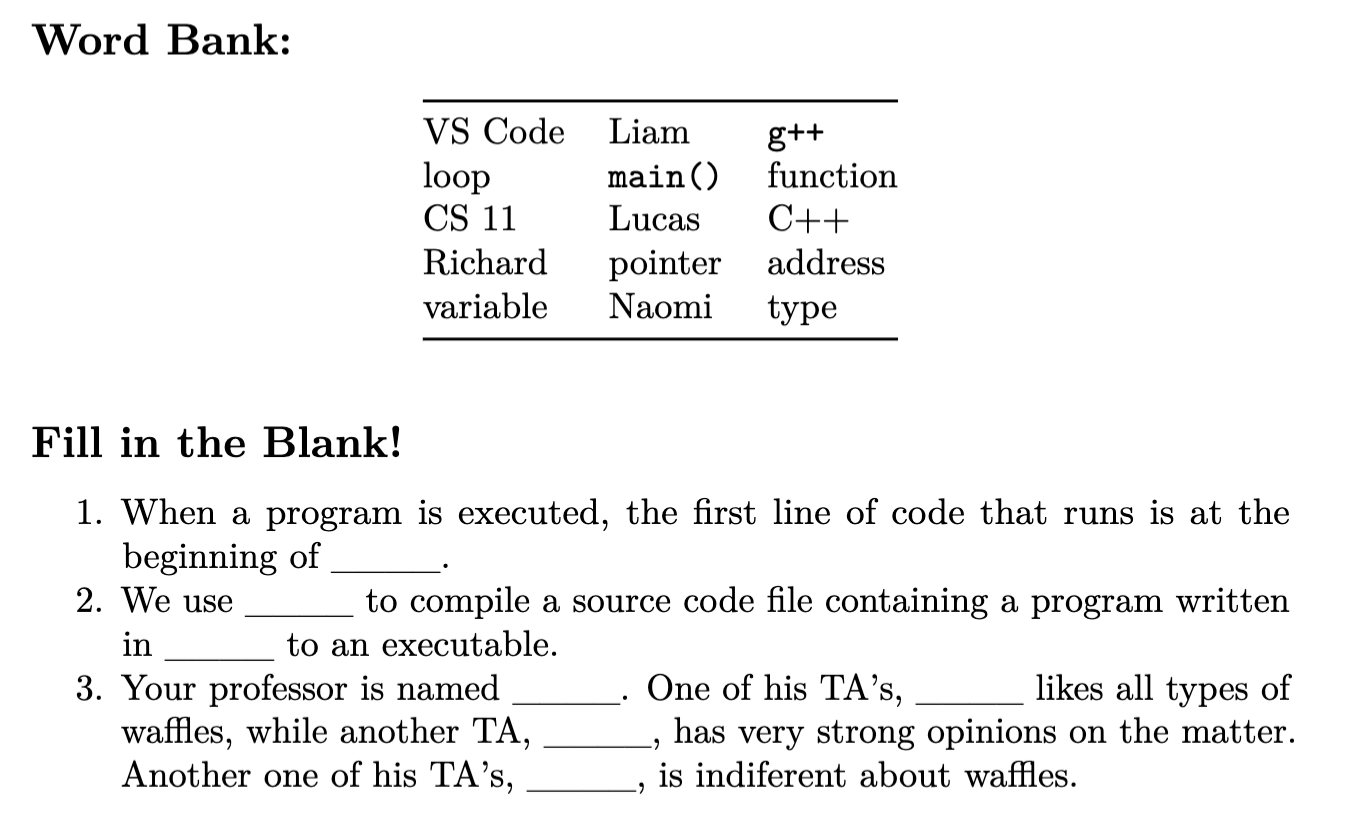 Word Bank:
VS Code Liam g++
loop main() function
CS 11 Lucas C++
Richard pointer address
variable Naomi type
Fill in the Blank!
1. When a program is executed, the first line of code that runs is at the
beginning of ______.
2. We use ______ to compile a source code file containing a program written
in ______ to an executable.
3. Your professor is named ______. One of his TA's, ______ likes all types of
waffles, while another TA, ______, has very strong opinions on the matter.
Another one of his TA's, ______, is indiferent about waffles.